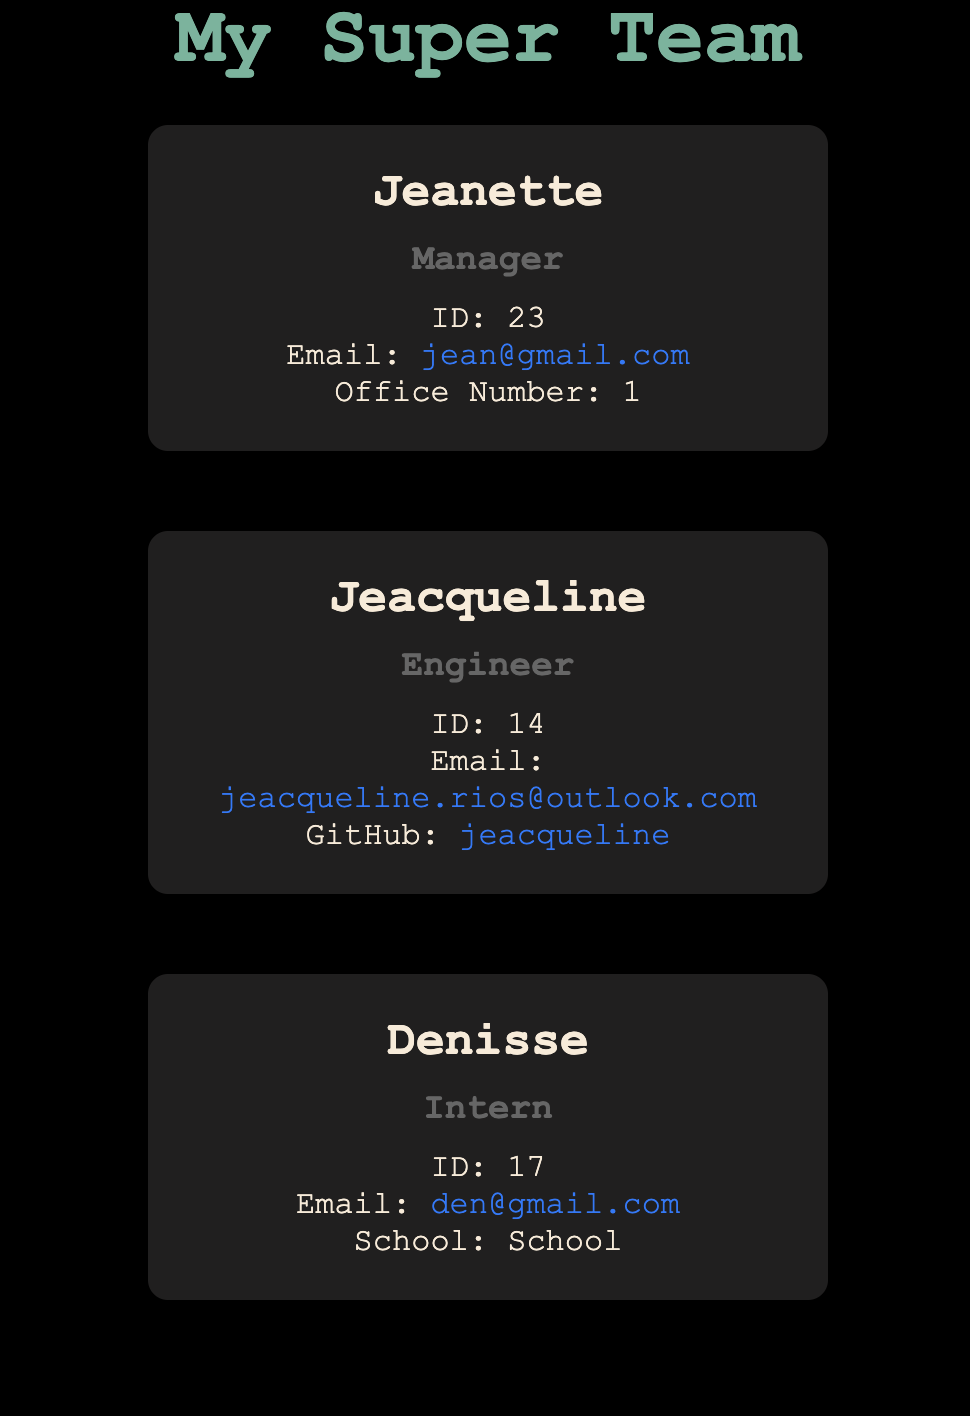 My Super Team
Jeanette
Manager
ID: 23
Email: jean@gmail.com
Office Number: 1
Jeacqueline
Engineer
ID: 14
Email:
jeacqueline.rios@outlook.com
GitHub: jeacqueline
Denisse
Intern
ID: 17
Email: den@gmail.com
School: School